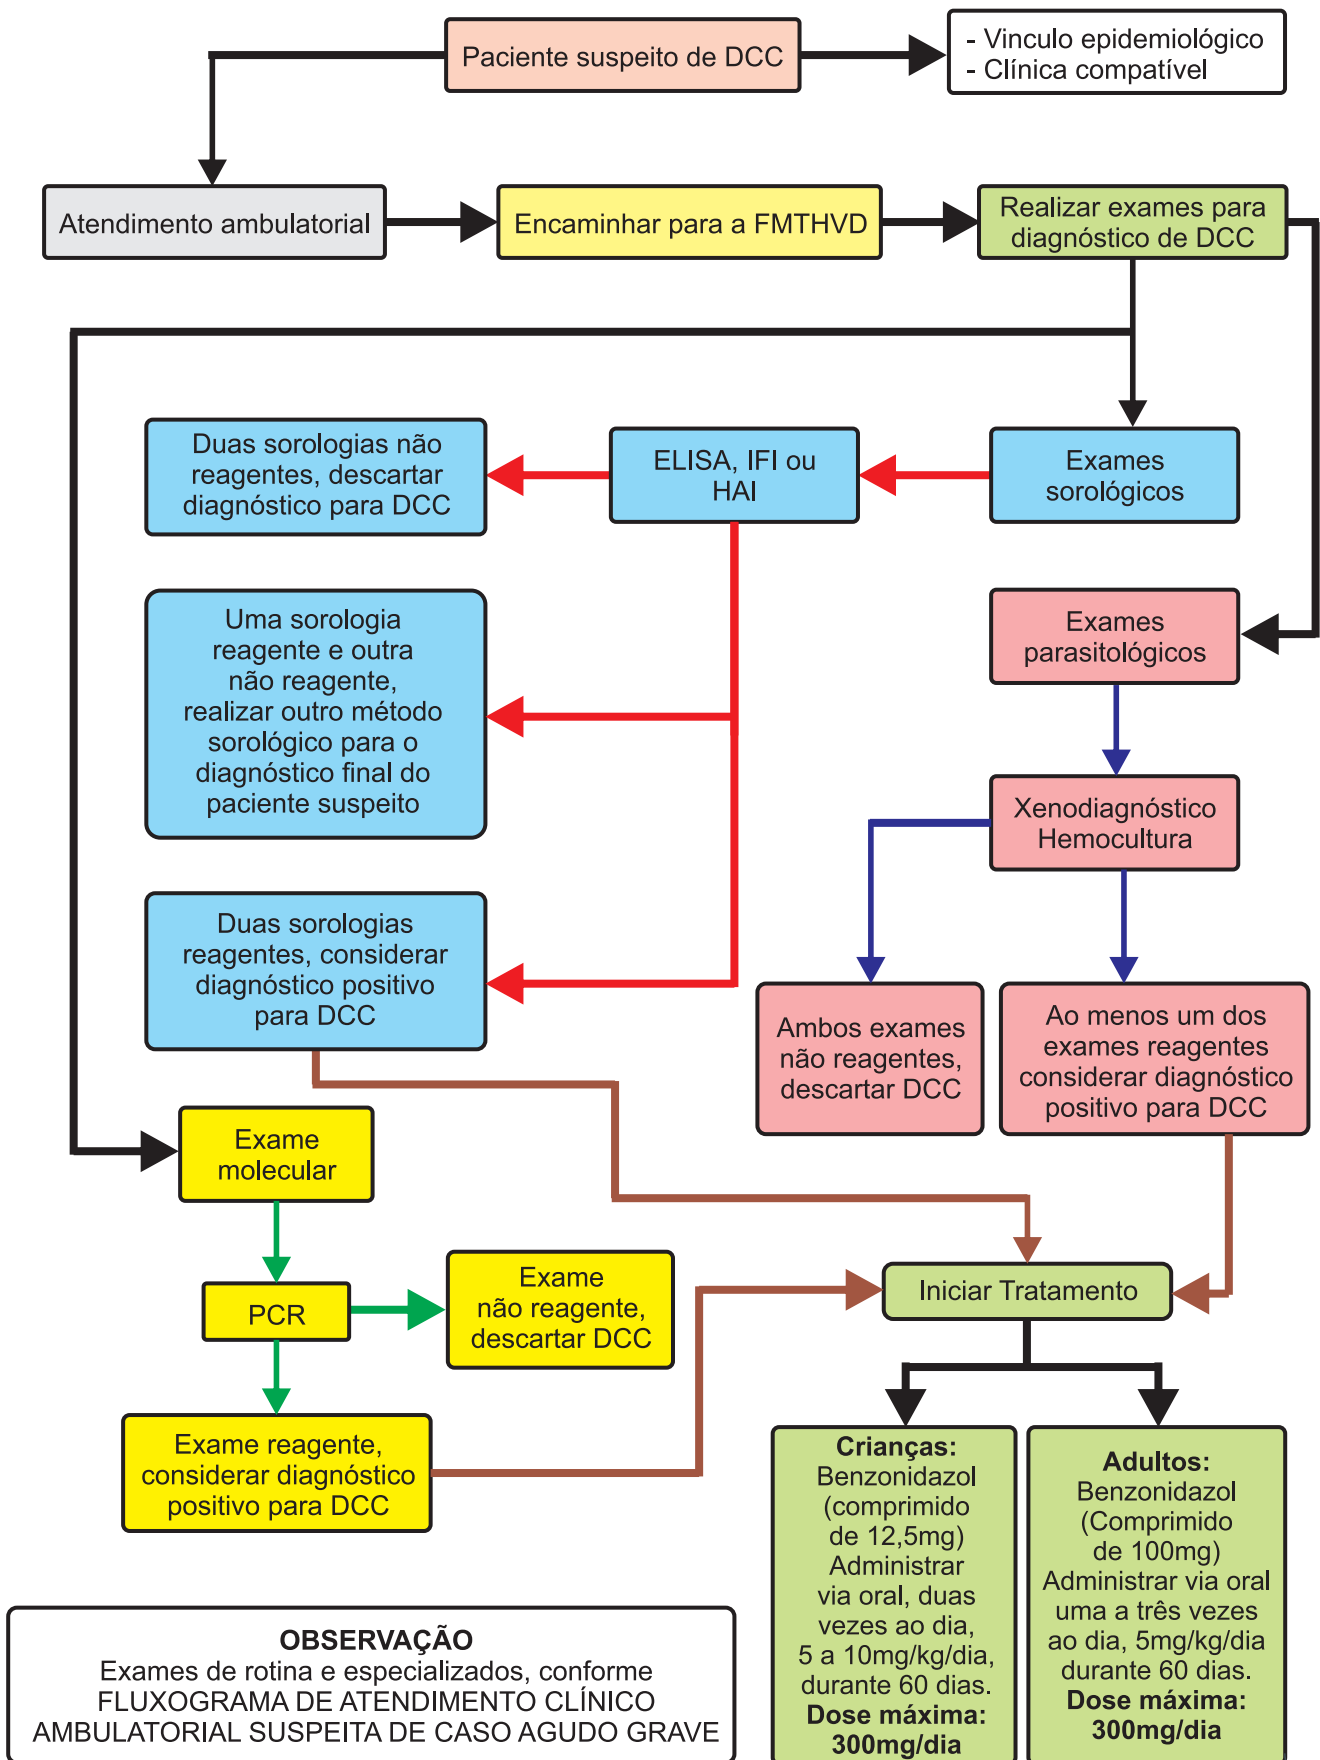 Paciente suspeito de DCC
- Vinculo epidemiológico
- Clínica compatível
Atendimento ambulatorial
Encaminhar para a FMTHVD
Realizar exames para
diagnóstico de DCC
Duas sorologias não
reagentes, descartar
diagnóstico para DCC
ELISA, IFI ou
HAI
Exames
sorológicos
Uma sorologia
reagente e outra
não reagente,
realizar outro método
sorológico para o
diagnóstico final do
paciente suspeito
Exames
parasitológicos
Xenodiagnóstico
Hemocultura
Duas sorologias
reagentes, considerar
diagnóstico positivo
para DCC
Ambos exames
não reagentes,
descartar DCC
Ao menos um dos
exames reagentes
considerar diagnóstico
positivo para DCC
Exame
molecular
PCR
Exame
não reagente,
descartar DCC
Iniciar Tratamento
Exame reagente,
considerar diagnóstico
positivo para DCC
Crianças:
Benzonidazol
(comprimido
de 12,5mg)
Administrar
via oral, duas
vezes ao dia,
5 a 10mg/kg/dia,
durante 60 dias.
Dose máxima:
300mg/dia
Adultos:
Benzonidazol
(Comprimido
de 100mg)
Administrar via oral
uma a três vezes
ao dia, 5mg/kg/dia
durante 60 dias.
Dose máxima:
300mg/dia
OBSERVAÇÃO
Exames de rotina e especializados, conforme
FLUXOGRAMA DE ATENDIMENTO CLÍNICO
AMBULATORIAL SUSPEITA DE CASO AGUDO GRAVE